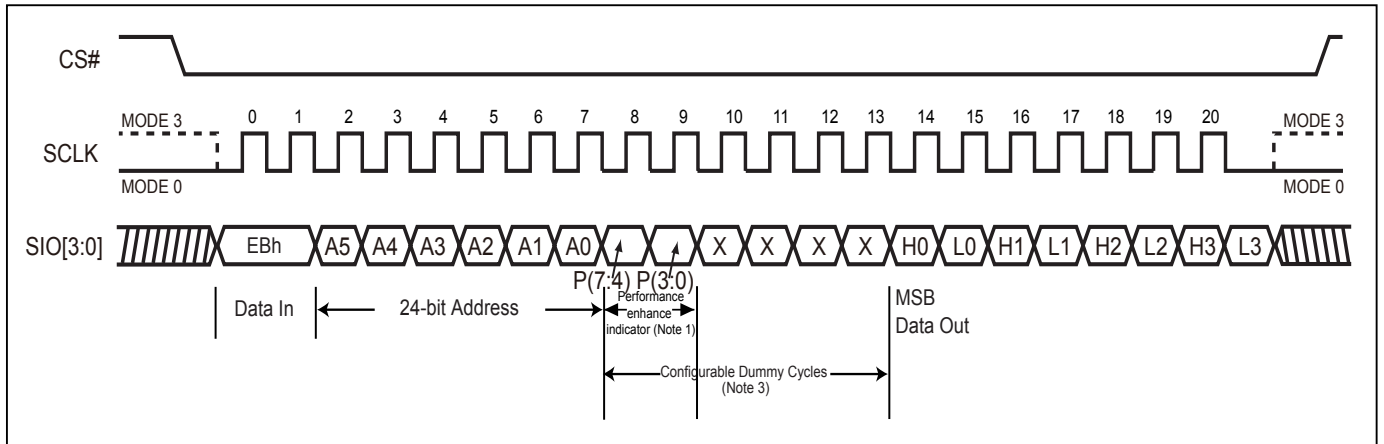 CS#
MODE 3 0 1 2 3 4 5 6 7 8 9 10 11 12 13 14 15 16 17 18 19 20 MODE 3
SCLK
MODE 0 MODE 0
SIO[3:0] EBh A5 A4 A3 A2 A1 A0 X X X X H0 L0 H1 L1 H2 L2 H3 L3
P(7:4) P(3:0)
Data In 24-bit Address
Performance
enhance
indicator (Note 1)
MSB
Data Out
Configurable Dummy Cycles
(Note 3)